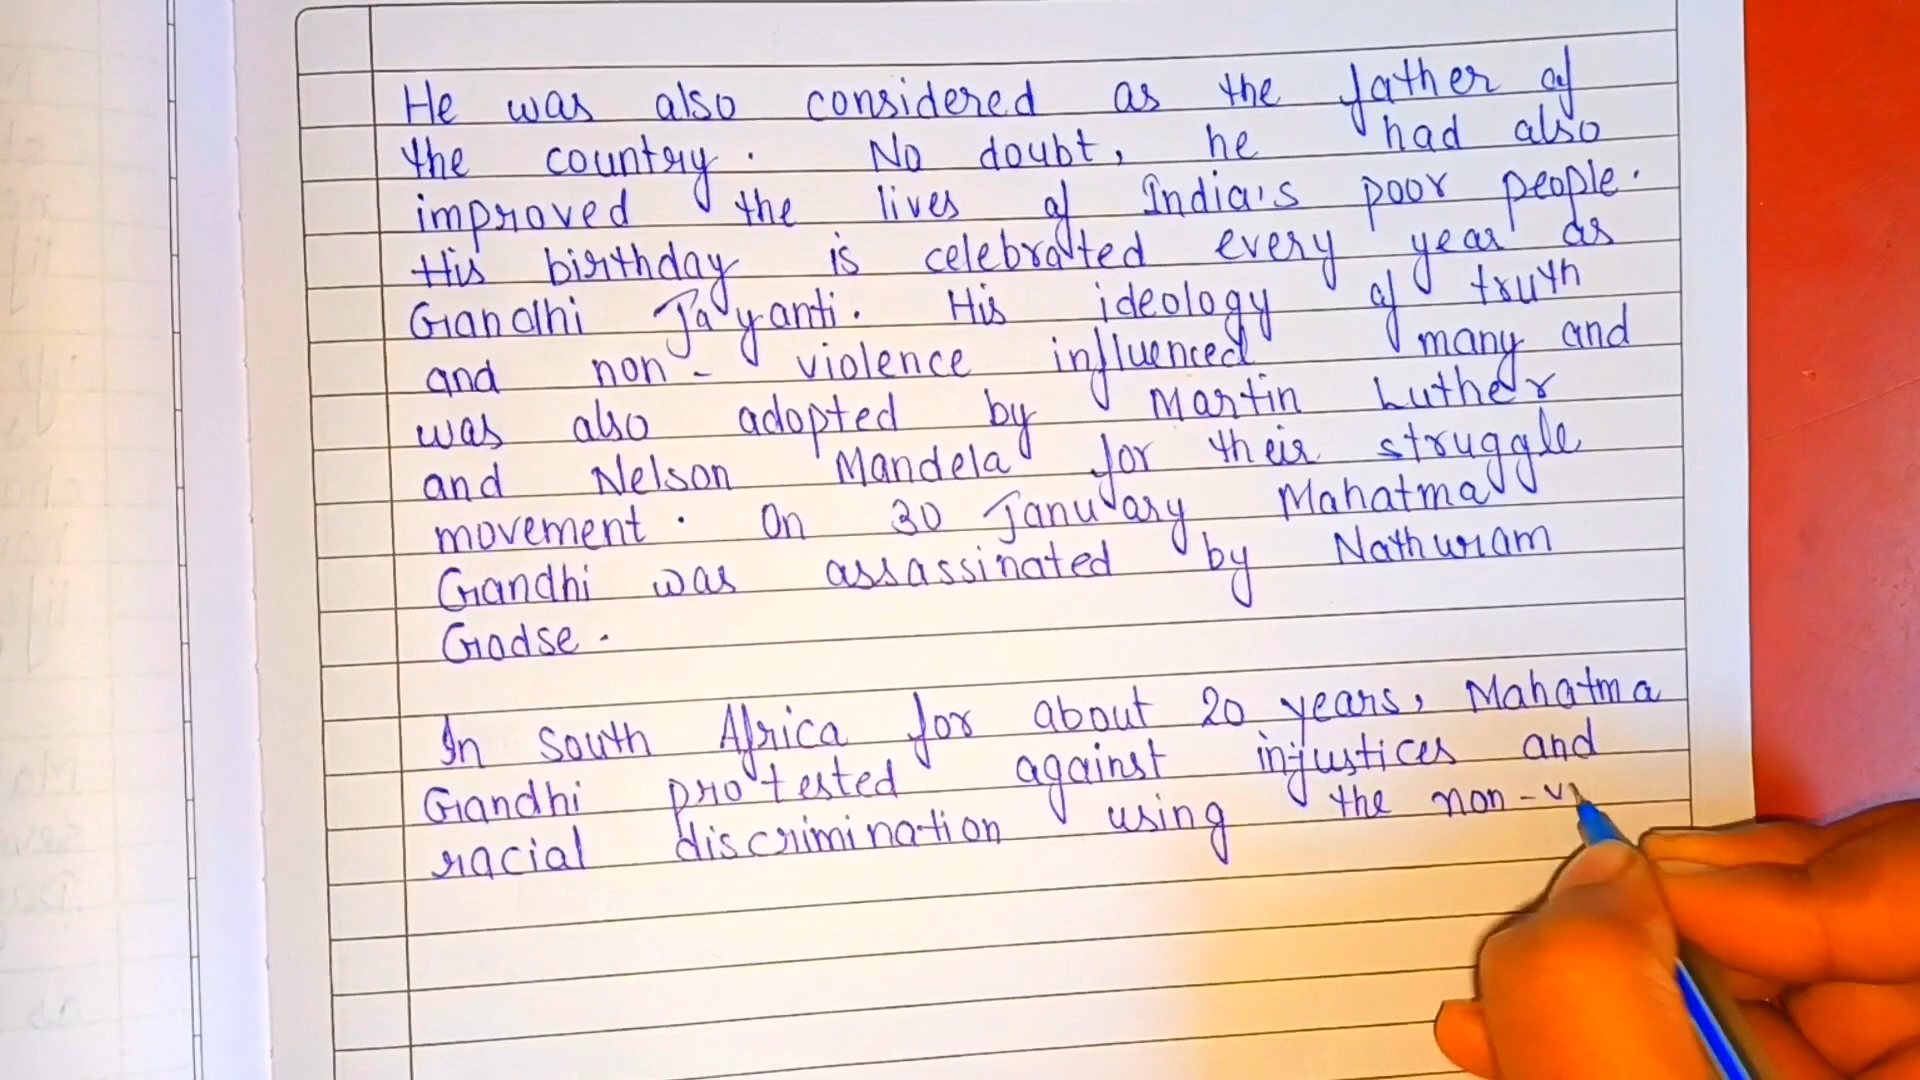 He was also considered as the father of
the country. No doubt, he had also
improved the lives of India's poor people.
His birthday is celebrated every year as
Gandhi Jayanti. His ideology of truth
and non-violence influenced many and
was also adopted by Martin Luther
and Nelson Mandela for their struggle
movement. On 30 January Mahatma
Gandhi was assassinated by Nathuram
Godse.
In South Africa for about 20 years, Mahatma
Gandhi protested against injustices and
racial discrimination using the non-v